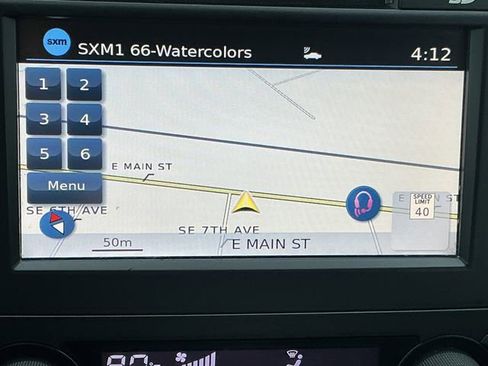 sxm SXM1 66-Watercolors 4:12
1 2
3 4
5 6
Menu
E MAIN ST
SE 6TH AVE
SPEED
LIMIT
40
50m
SE 7TH AVE
E MAIN ST